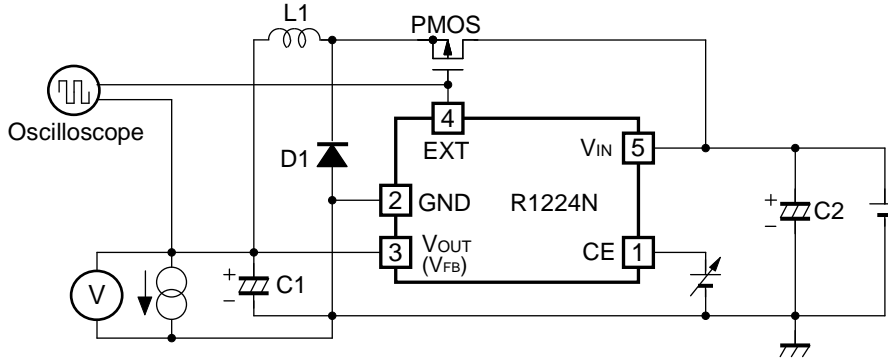 L1
PMOS
Oscilloscope
4
EXT
D1
VIN
5
2
GND
R1224N
C2
3
VOUT
(VFB)
CE
1
V
C1
+
−
+
−